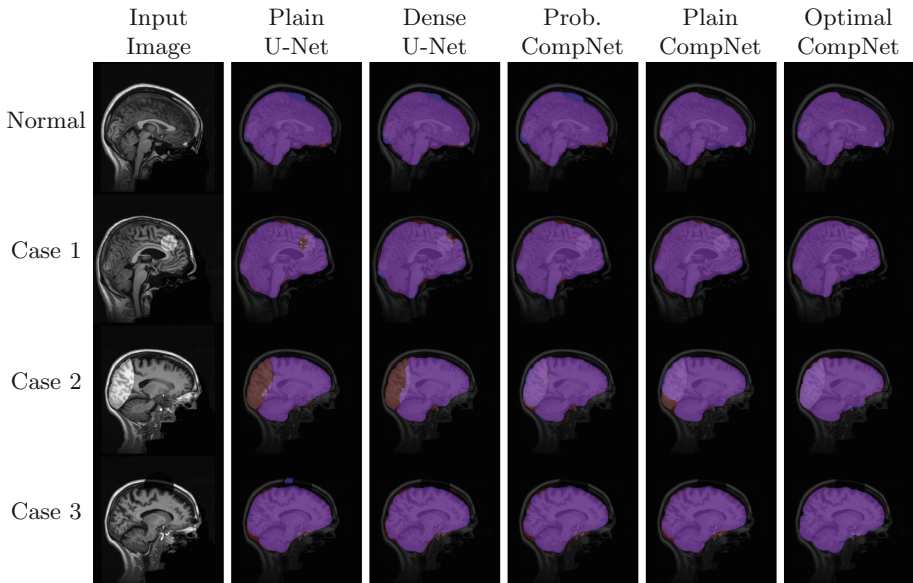 Input Plain Dense Prob. Plain Optimal
Image U-Net U-Net CompNet CompNet CompNet
Normal
Case 1
Case 2
Case 3